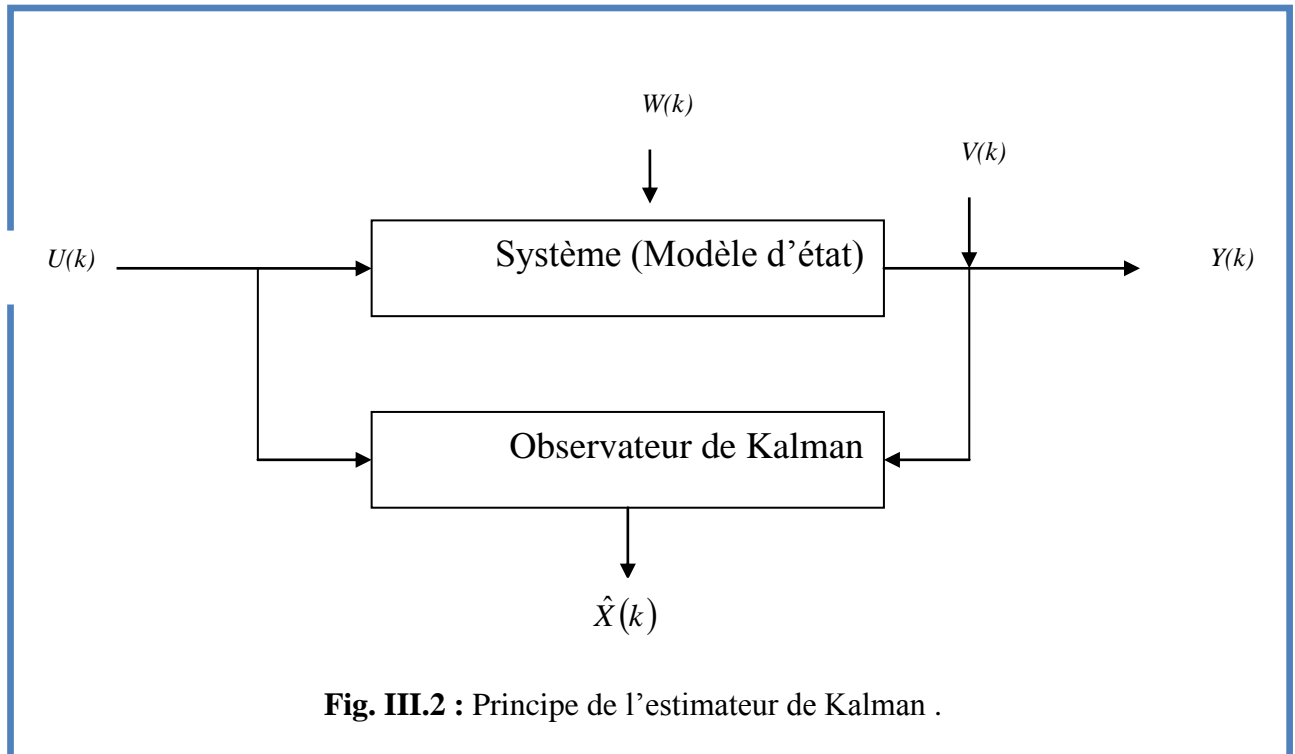 W(k)
V(k)
Système (Modèle d'état)
U(k)
Y(k)
Observateur de Kalman
X̂(k)
Fig. III.2 : Principe de l'estimateur de Kalman .